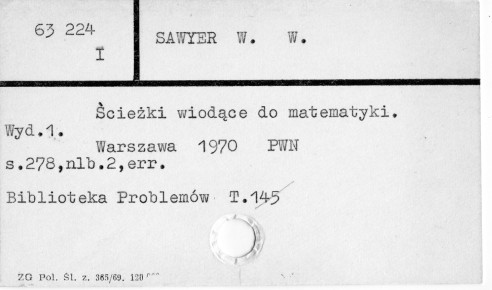 63 224
I
SAWYER W. W.
Ścieżki wiodące do matematyki.
Wyd.1.
Warszawa 1970 PWN
s.278,nlb.2,err.
Biblioteka Problemów T.145
ZG Pol. Śl. z. 365/69. 120